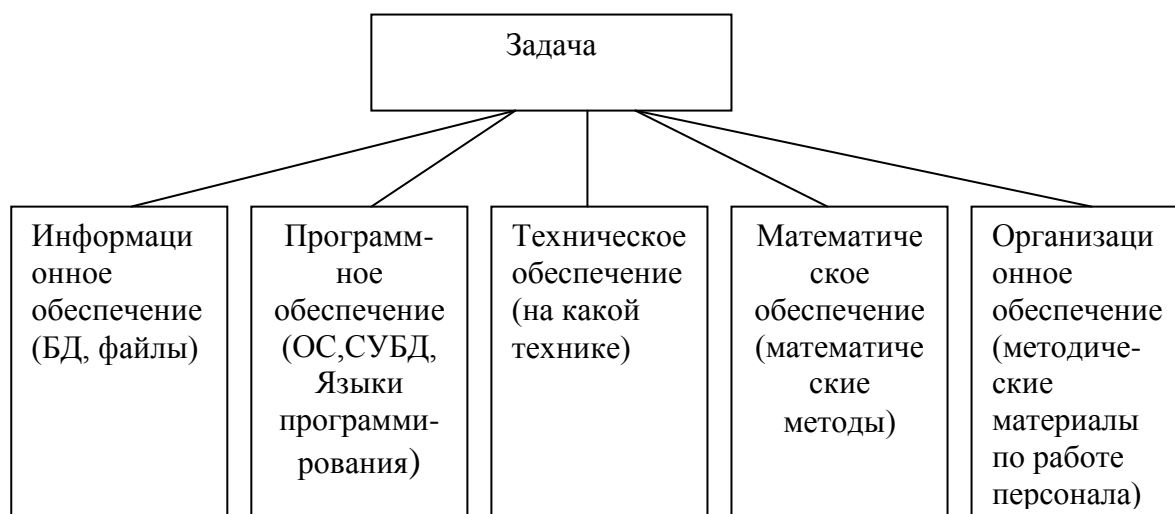 Задача
Информаци
онное
обеспечение
(БД, файлы)
Программ-
ное
обеспечение
(ОС,СУБД,
Языки
программи-
рования)
Техническое
обеспечение
(на какой
технике)
Математиче
ское
обеспечение
(математиче
ские
методы)
Организаци
онное
обеспечение
(методиче-
ские
материалы
по работе
персонала)